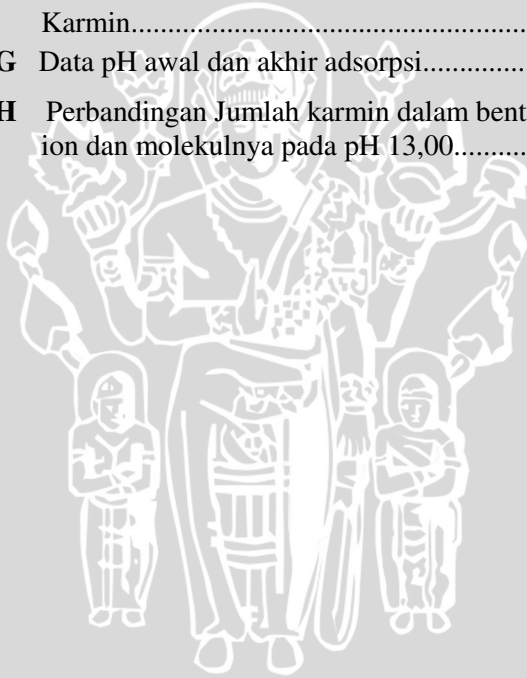 Karmin..............................................................
G Data pH awal dan akhir adsorpsi..............
H Perbandingan Jumlah karmin dalam bent
ion dan molekulnya pada pH 13,00..........